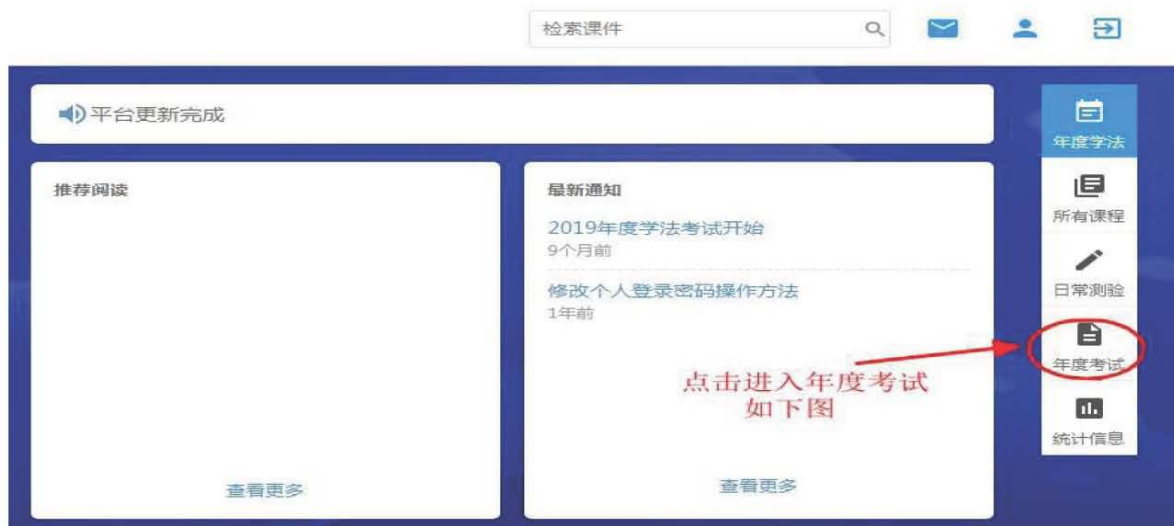 检索课件
平台更新完成
推荐阅读
查看更多
最新通知
2019年度学法考试开始
9个月前
修改个人登录密码操作方法
1年前
点击进入年度考试
如下图
查看更多
年度学法
所有课程
日常测验
年度考试
统计信息